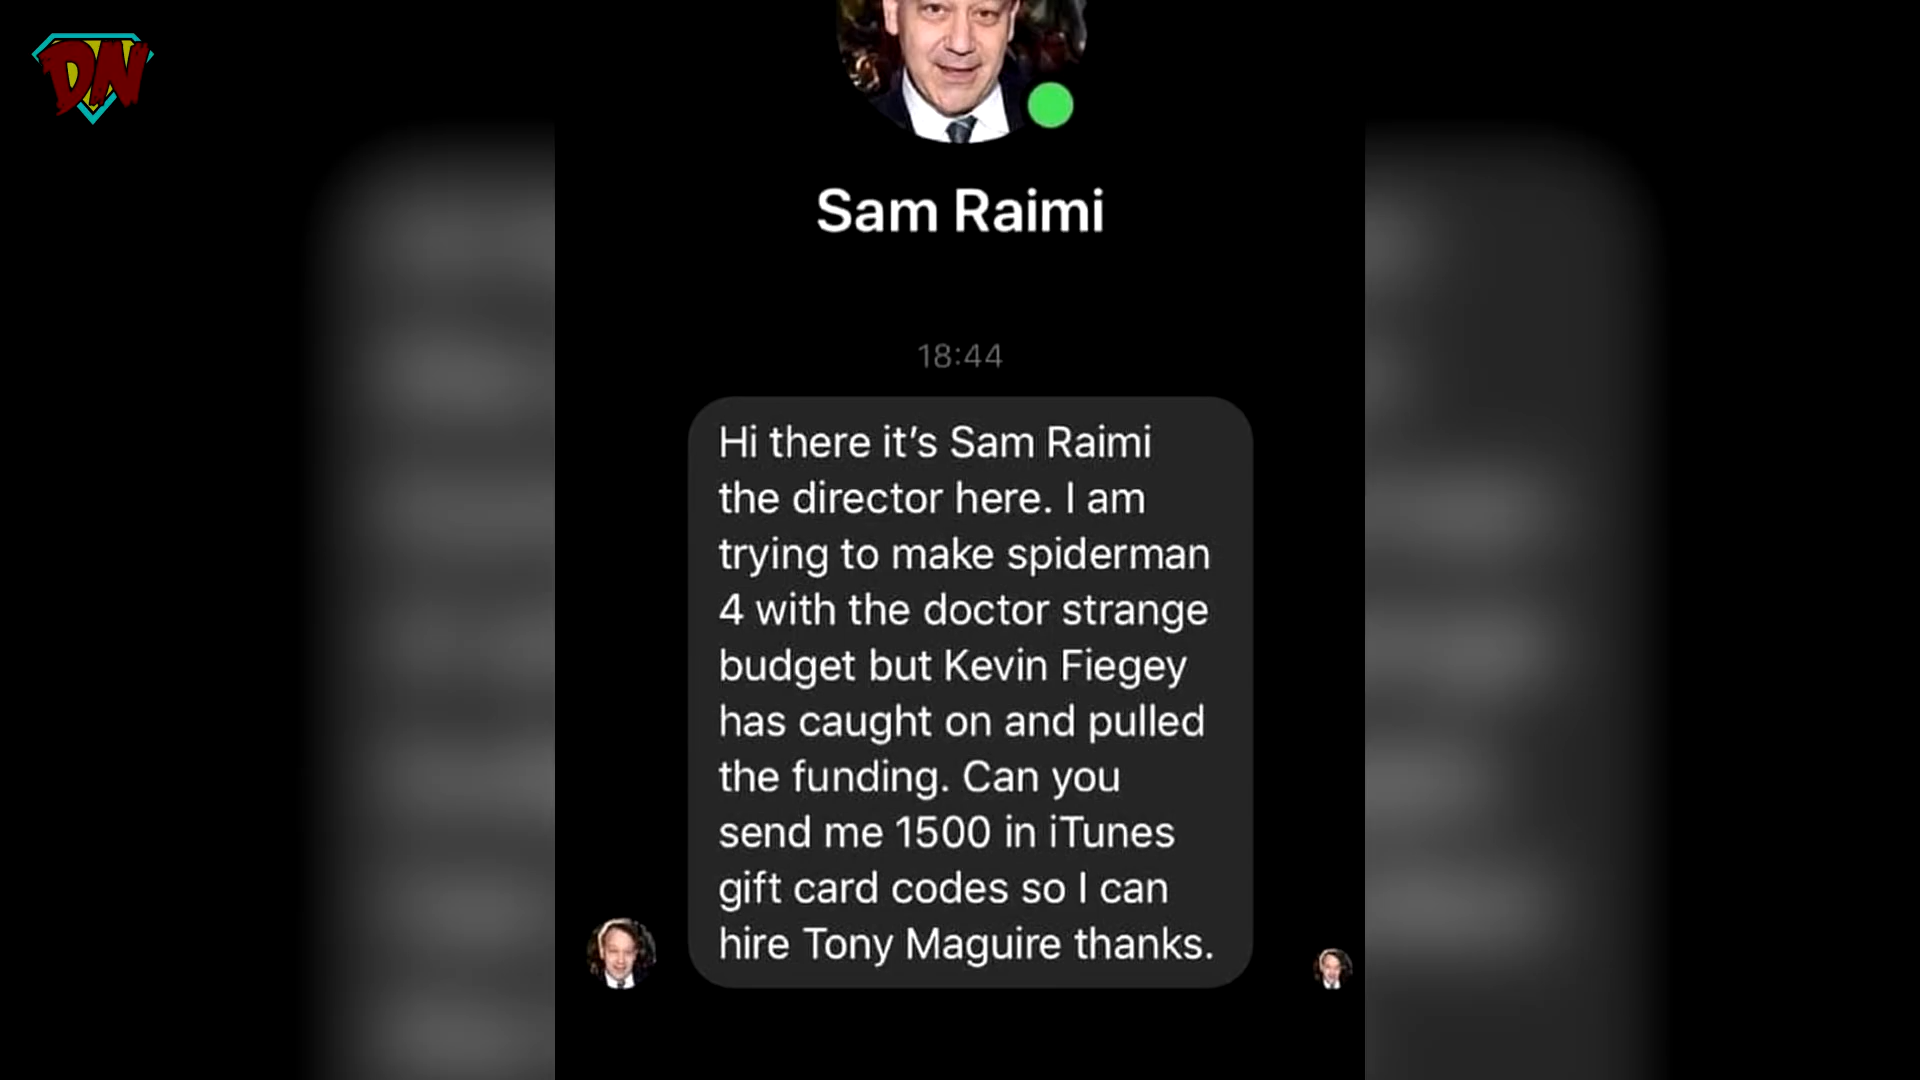 DN
Sam Raimi
18:44
Hi there it's Sam Raimi
the director here. I am
trying to make spiderman
4 with the doctor strange
budget but Kevin Fiegey
has caught on and pulled
the funding. Can you
send me 1500 in iTunes
gift card codes so I can
hire Tony Maguire thanks.